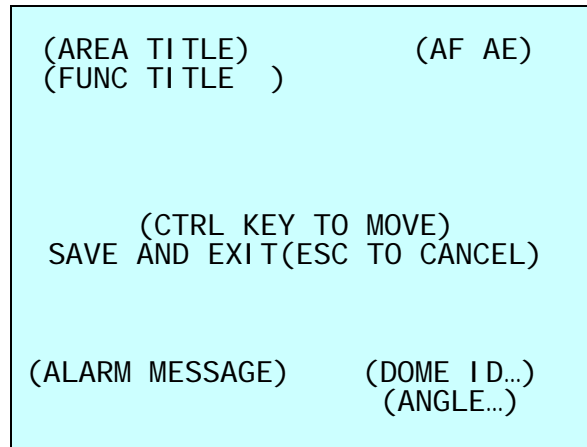 (AREA TITLE) (AF AE)
(FUNC TITLE )
(CTRL KEY TO MOVE)
SAVE AND EXIT(ESC TO CANCEL)
(ALARM MESSAGE) (DOME ID…)
(ANGLE…)